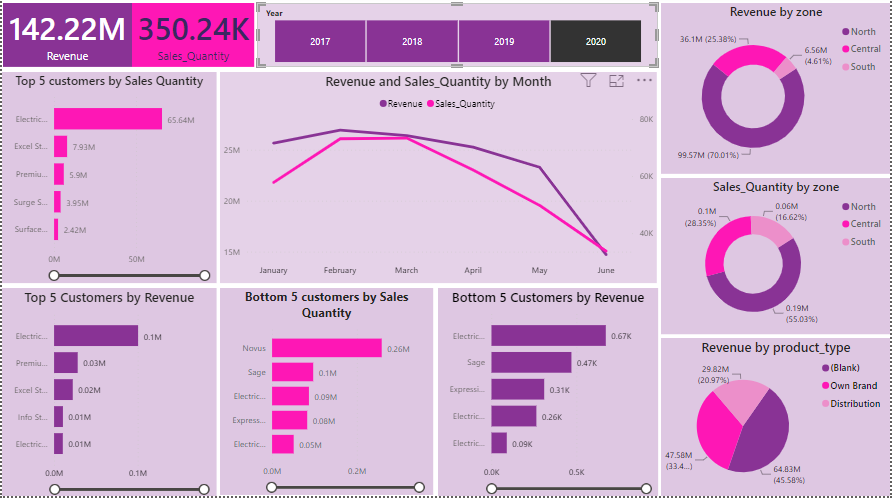 142.22M
Revenue
350.24K
Sales_Quantity
Year
2017
2018
2019
2020
Revenue by zone
36.1M (25.38%)
6.56M
(4.61%)
99.57M (70.01%)
North
Central
South
Top 5 customers by Sales Quantity
Electric...
65.64M
Excel St...
7.93M
Premiu...
5.9M
Surge S...
3.95M
Surface...
2.42M
0M
50M
Revenue and Sales_Quantity by Month
Revenue
Sales_Quantity
25M
20M
15M
80K
60K
40K
January
February
March
April
May
June
Sales_Quantity by zone
0.1M
(28.35%)
0.06M
(16.62%)
0.19M
(55.03%)
North
Central
South
Top 5 Customers by Revenue
Electric...
0.1M
Premiu...
0.03M
Excel St...
0.02M
Info St...
0.01M
Electric...
0.01M
0.0M
0.1M
Bottom 5 customers by Sales
Quantity
Novus
0.26M
Sage
0.1M
Electric...
0.09M
Express...
0.08M
Electric...
0.05M
0.0M
0.2M
Bottom 5 Customers by Revenue
Electric...
0.67K
Sage
0.47K
Expressi...
0.31K
Electric...
0.26K
Electric...
0.09K
0.0K
0.5K
Revenue by product_type
29.82M
(20.97%)
47.58M
(33.4...)
64.83M
(45.58%)
(Blank)
Own Brand
Distribution